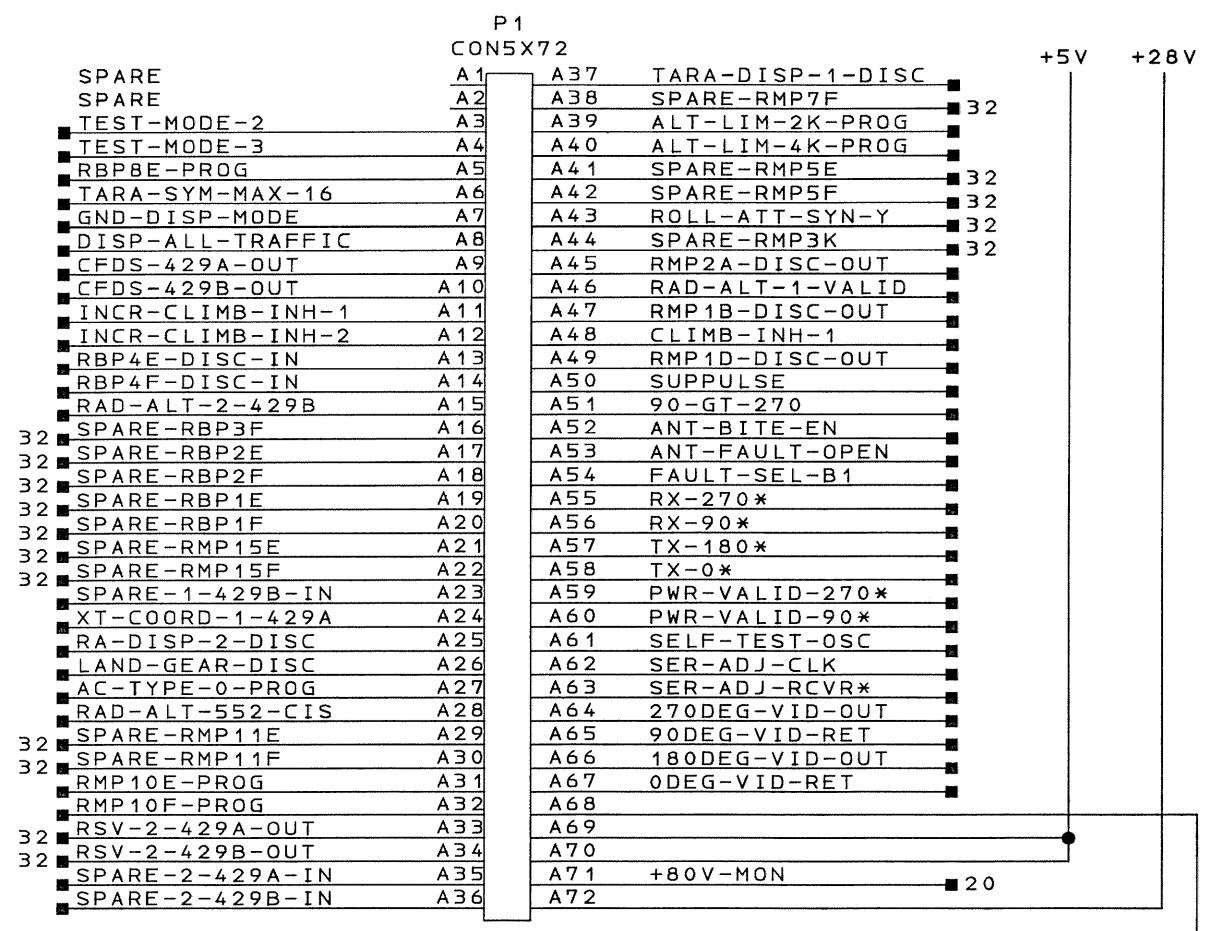 P1
CON5X72
+5V +28V
SPARE A1 A37 TARA-DISP-1-DISC
SPARE A2 A38 SPARE-RMP7F 32
TEST-MODE-2 A3 A39 ALT-LIM-2K-PROG
TEST-MODE-3 A4 A40 ALT-LIM-4K-PROG
RBP8E-PROG A5 A41 SPARE-RMP5E 32
TARA-SYM-MAX-16 A6 A42 SPARE-RMP5F 32
GND-DISP-MODE A7 A43 ROLL-ATT-SYN-Y 32
DISP-ALL-TRAFFIC A8 A44 SPARE-RMP3K 32
CFDS-429A-OUT A9 A45 RMP2A-DISC-OUT
CFDS-429B-OUT A10 A46 RAD-ALT-1-VALID
INCR-CLIMB-INH-1 A11 A47 RMP1B-DISC-OUT
INCR-CLIMB-INH-2 A12 A48 CLIMB-INH-1
RBP4E-DISC-IN A13 A49 RMP1D-DISC-OUT
RBP4F-DISC-IN A14 A50 SUPPULSE
RAD-ALT-2-429B A15 A51 90-GT-270
32 SPARE-RBP3F A16 A52 ANT-BITE-EN
32 SPARE-RBP2E A17 A53 ANT-FAULT-OPEN
32 SPARE-RBP2F A18 A54 FAULT-SEL-B1
32 SPARE-RBP1E A19 A55 RX-270*
32 SPARE-RBP1F A20 A56 RX-90*
32 SPARE-RMP15E A21 A57 TX-180*
32 SPARE-RMP15F A22 A58 TX-0*
SPARE-1-429B-IN A23 A59 PWR-VALID-270*
XT-COORD-1-429A A24 A60 PWR-VALID-90*
RA-DISP-2-DISC A25 A61 SELF-TEST-OSC
LAND-GEAR-DISC A26 A62 SER-ADJ-CLK
AC-TYPE-0-PROG A27 A63 SER-ADJ-RCVR*
RAD-ALT-552-CIS A28 A64 270DEG-VID-OUT
32 SPARE-RMP11E A29 A65 90DEG-VID-RET
32 SPARE-RMP11F A30 A66 180DEG-VID-OUT
RMP10E-PROG A31 A67 0DEG-VID-RET
RMP10F-PROG A32 A68
32 RSV-2-429A-OUT A33 A69
32 RSV-2-429B-OUT A34 A70
SPARE-2-429A-IN A35 A71 +80V-MON 20
SPARE-2-429B-IN A36 A72